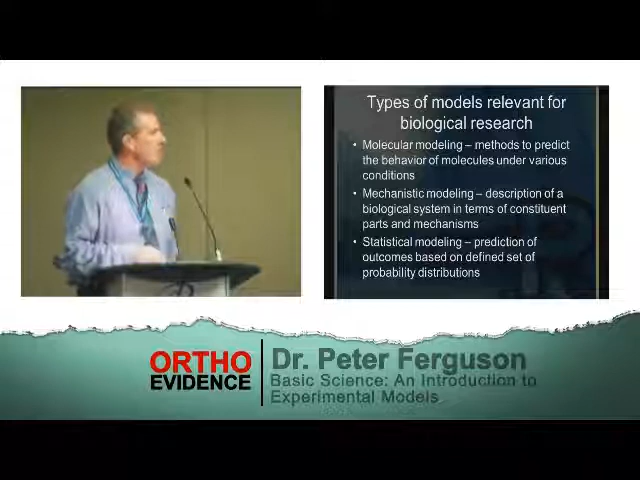 Types of models relevant for
biological research
• Molecular modeling – methods to predict
the behavior of molecules under various
conditions
• Mechanistic modeling – description of a
biological system in terms of constituent
parts and mechanisms
• Statistical modeling – prediction of
outcomes based on defined set of
probability distributions
ORTHO
EVIDENCE
Dr. Peter Ferguson
Basic Science: An Introduction to
Experimental Models